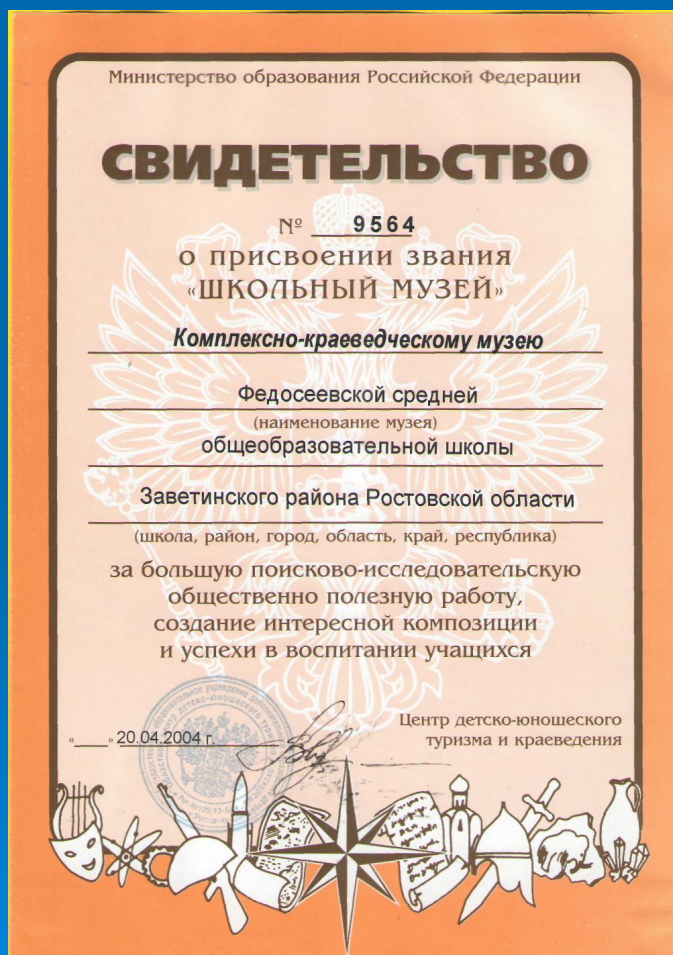 Министерство образования Российской Федерации
СВИДЕТЕЛЬСТВО
№ 9564
о присвоении звания
«ШКОЛЬНЫЙ МУЗЕЙ»
Комплексно-краеведческому музею
Федосеевской средней
(наименование музея)
общеобразовательной школы
Заветинского района Ростовской области
(школа, район, город, область, край, республика)
за большую поисково-исследовательскую
общественно полезную работу,
создание интересной композиции
и успехи в воспитании учащихся
Центр детско-юношеского
"___" 20.04.2004 г.
туризма и краеведения